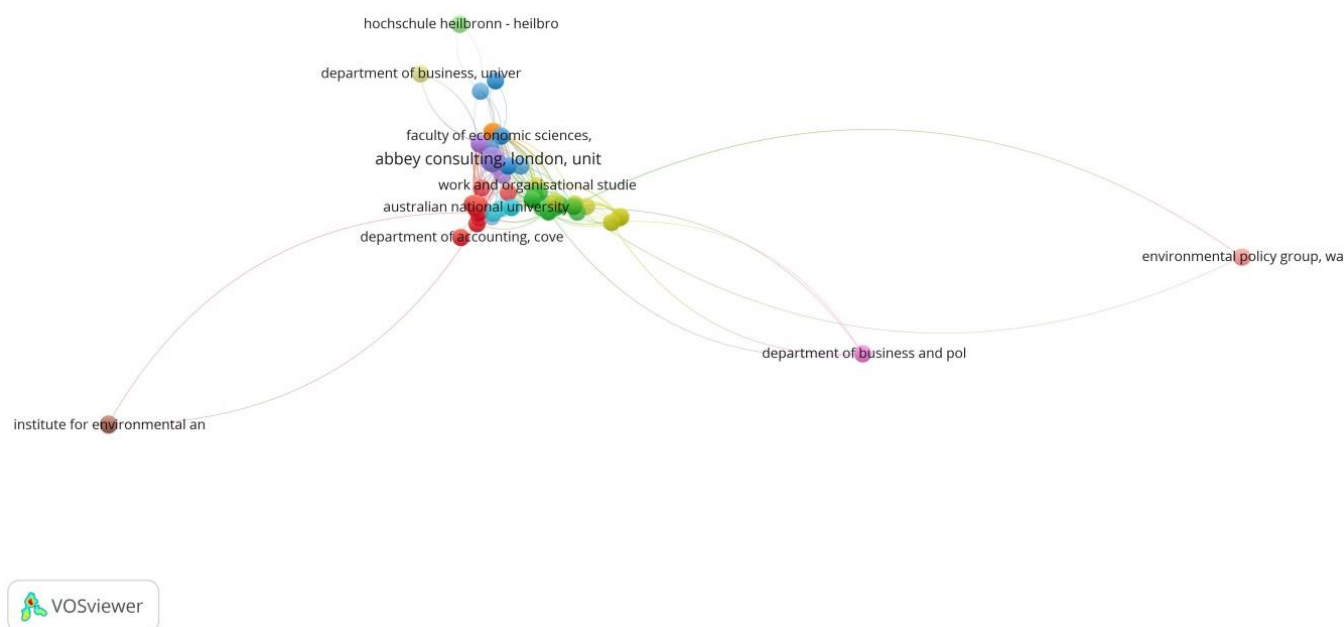 hochschule heilbronn - heilbro
department of business, univer
faculty of economic sciences,
abbey consulting, london, unit
work and organisational studie
australian national university
department of accounting, cove
environmental policy group, wa
department of business and pol
institute for environmental an
VOSviewer